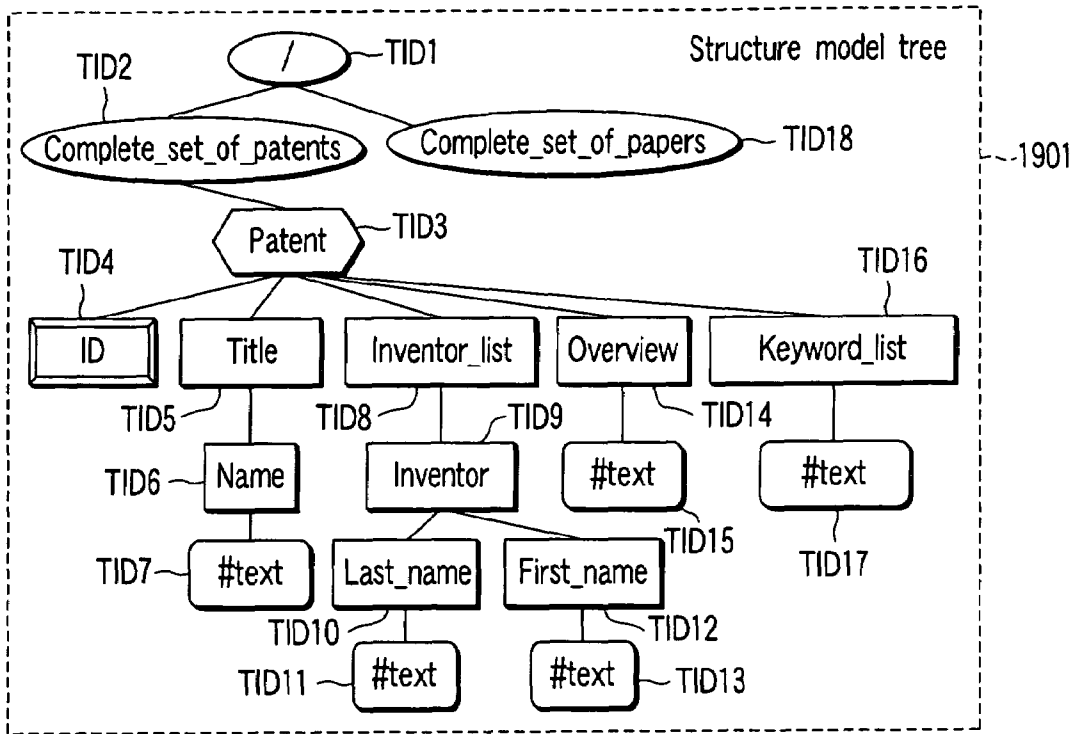 Structure model tree
/
TID1
TID2
Complete_set_of_patents
Complete_set_of_papers
TID18
1901
Patent
TID3
TID4
TID16
ID
Title
Inventor_list
Overview
Keyword_list
TID5
TID8
TID9
TID14
TID6
Name
Inventor
#text
#text
TID15
TID17
TID7
#text
Last_name
First_name
TID10
TID12
TID11
#text
#text
TID13